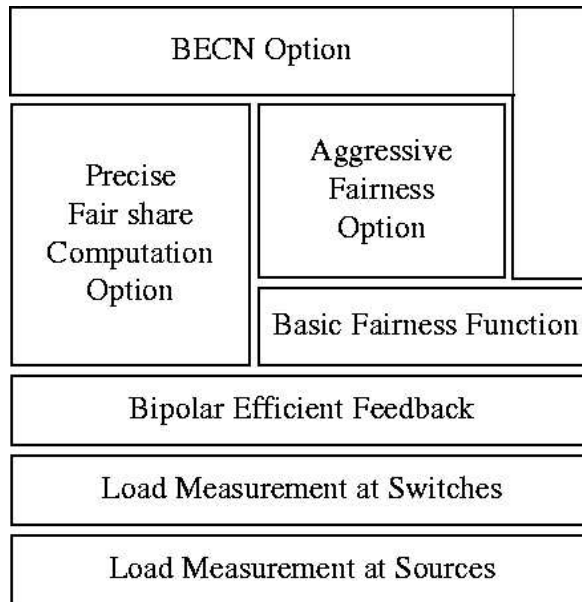 BECN Option
Precise
Fair share
Computation
Option
Aggressive
Fairness
Option
Basic Fairness Function
Bipolar Efficient Feedback
Load Measurement at Switches
Load Measurement at Sources